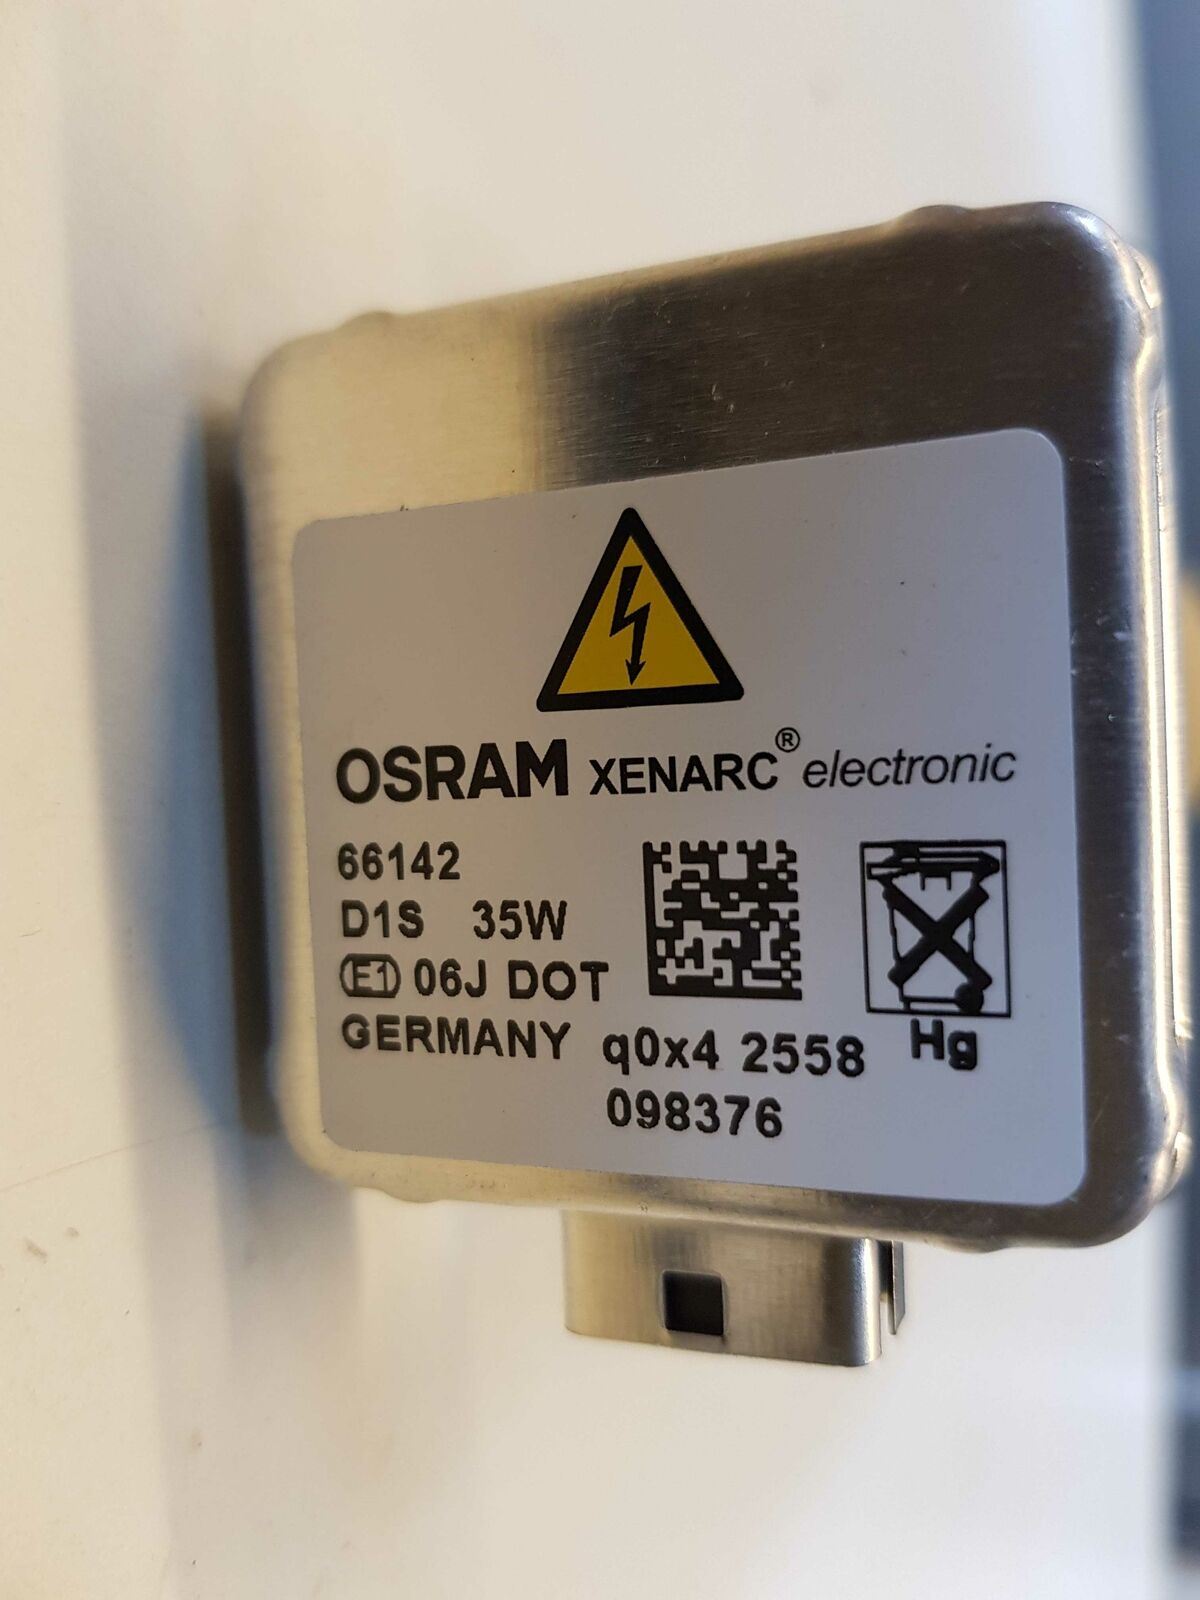 OSRAM XENARC® electronic
66142
D1S 35W
E1 06J DOT
GERMANY q0x4 2558
098376
Hg